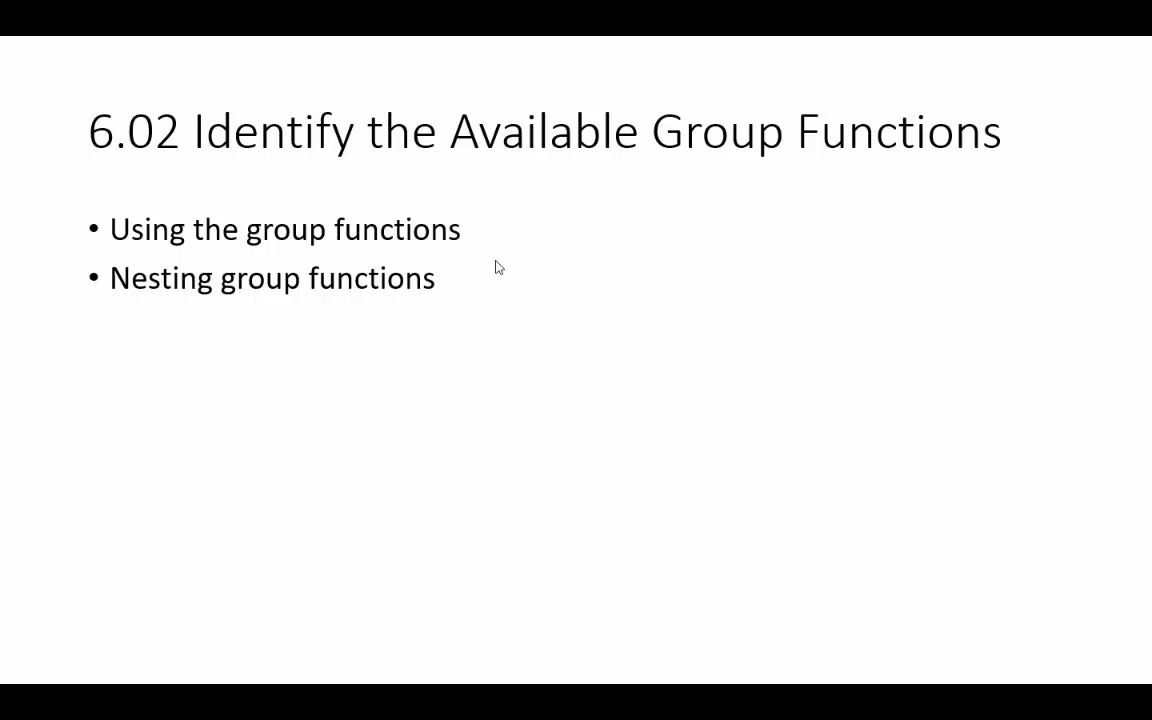 6.02 Identify the Available Group Functions
• Using the group functions
• Nesting group functions